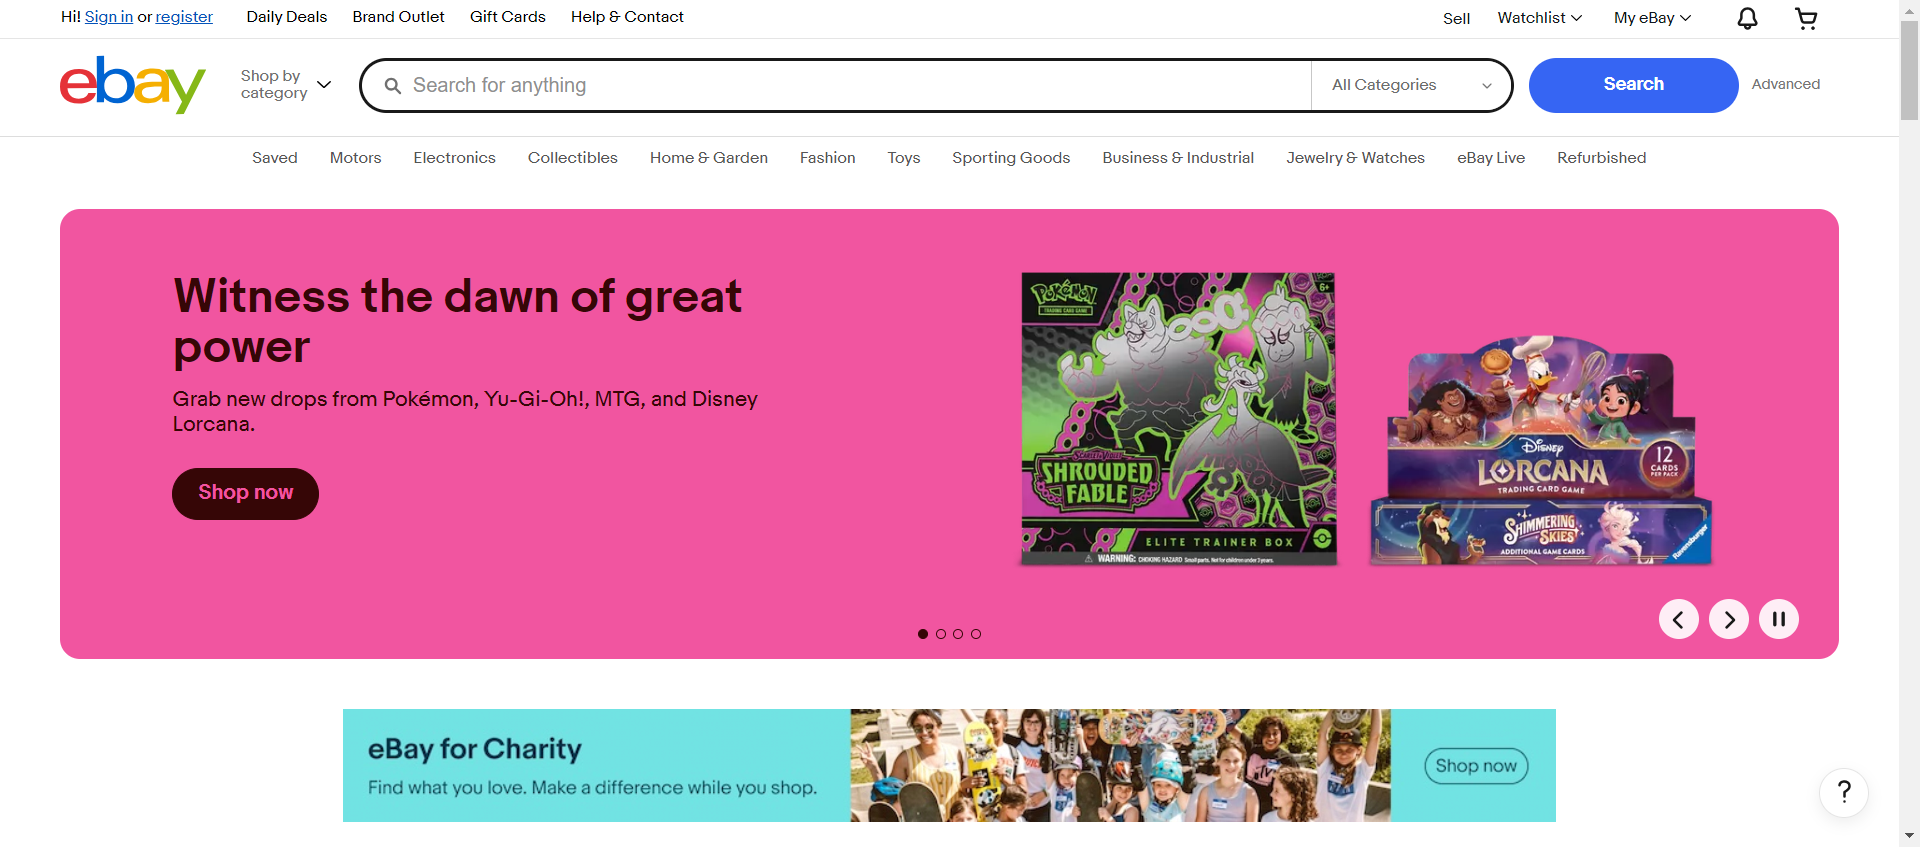 Hi! Sign in or register
Daily Deals
Brand Outlet
Gift Cards
Help & Contact
Sell
Watchlist
My eBay
ebay
Shop by
category
Search for anything
All Categories
Search
Advanced
Saved
Motors
Electronics
Collectibles
Home & Garden
Fashion
Toys
Sporting Goods
Business & Industrial
Jewelry & Watches
eBay Live
Refurbished
Witness the dawn of great
power
Grab new drops from Pokémon, Yu-Gi-Oh!, MTG, and Disney
Lorcana.
Shop now
POKÉMON
TRADING CARD GAME
6+
SHROUDED
FABLE
ELITE TRAINER BOX
WARNING: CHOKING HAZARD Small parts. Not for children under 3 years.
Disney
LORCANA
TRADING CARD GAME
12
CARDS
PER PACK
SHIMMERING
SKIES
ADDITIONAL GAME CARDS
Ravensburger
eBay for Charity
Find what you love. Make a difference while you shop.
Shop now
?